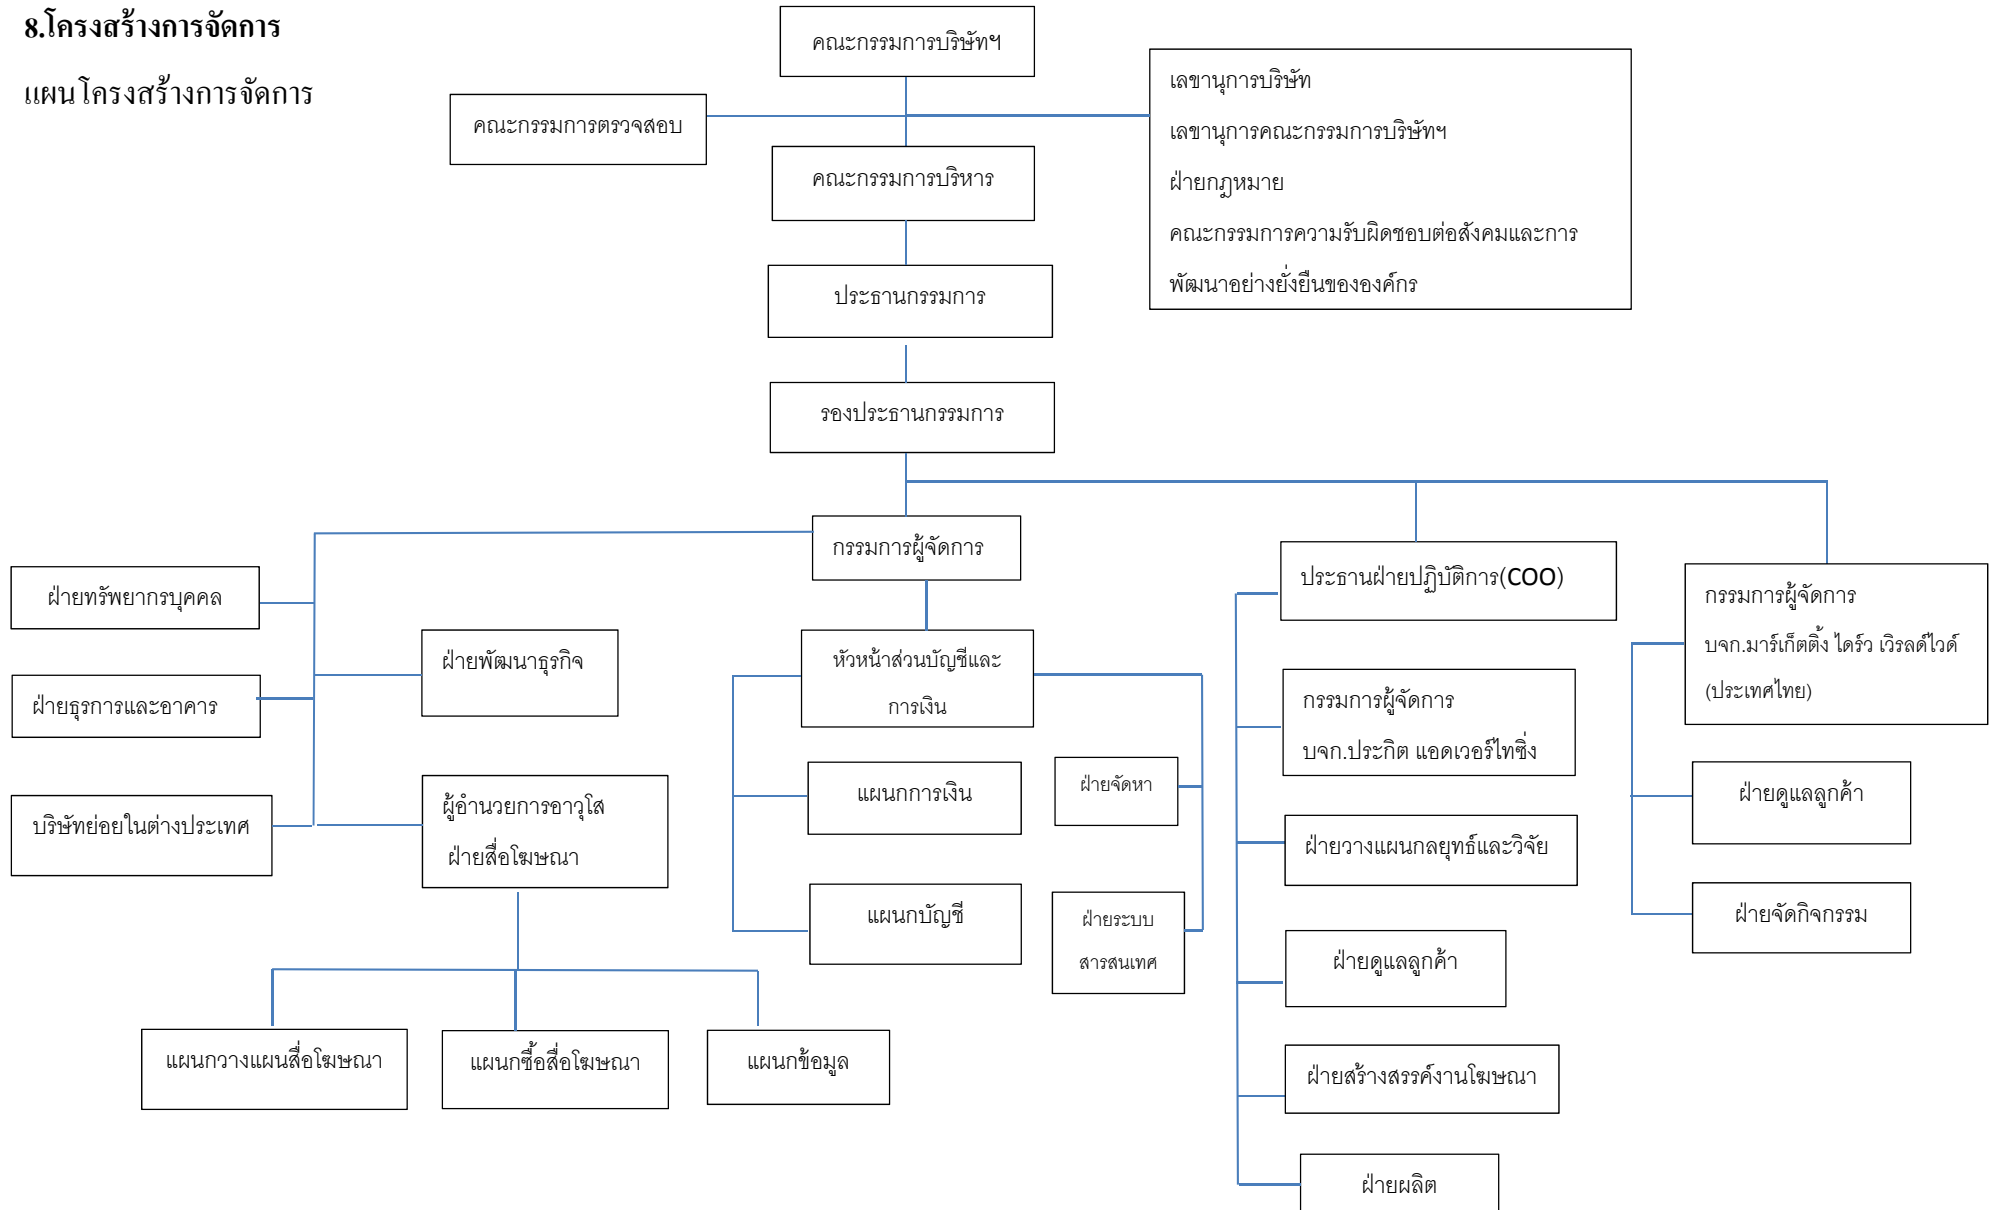 8.โครงสร้างการจัดการ
แผนโครงสร้างการจัดการ
คณะกรรมการบริษัทฯ
คณะกรรมการตรวจสอบ
เลขานุการบริษัท
เลขานุการคณะกรรมการบริษัทฯ
ฝ่ายกฎหมาย
คณะกรรมการความรับผิดชอบต่อสังคมและการ
พัฒนาอย่างยั่งยืนขององค์กร
คณะกรรมการบริหาร
ประธานกรรมการ
รองประธานกรรมการ
กรรมการผู้จัดการ
ฝ่ายทรัพยากรบุคคล
ฝ่ายธุรการและอาคาร
บริษัทย่อยในต่างประเทศ
ฝ่ายพัฒนาธุรกิจ
ผู้อำนวยการอาวุโส
ฝ่ายสื่อโฆษณา
แผนกวางแผนสื่อโฆษณา
แผนกซื้อสื่อโฆษณา
แผนกข้อมูล
หัวหน้าส่วนบัญชีและ
การเงิน
แผนกการเงิน
แผนกบัญชี
ฝ่ายจัดหา
ฝ่ายระบบ
สารสนเทศ
ประธานฝ่ายปฏิบัติการ(COO)
กรรมการผู้จัดการ
บจก.ประกิต แอดเวอร์ไทซิ่ง
ฝ่ายวางแผนกลยุทธ์และวิจัย
ฝ่ายดูแลลูกค้า
ฝ่ายสร้างสรรค์งานโฆษณา
ฝ่ายผลิต
กรรมการผู้จัดการ
บจก.มาร์เก็ตติ้ง ไดร์ว เวิรลด์ไวด์
(ประเทศไทย)
ฝ่ายดูแลลูกค้า
ฝ่ายจัดกิจกรรม